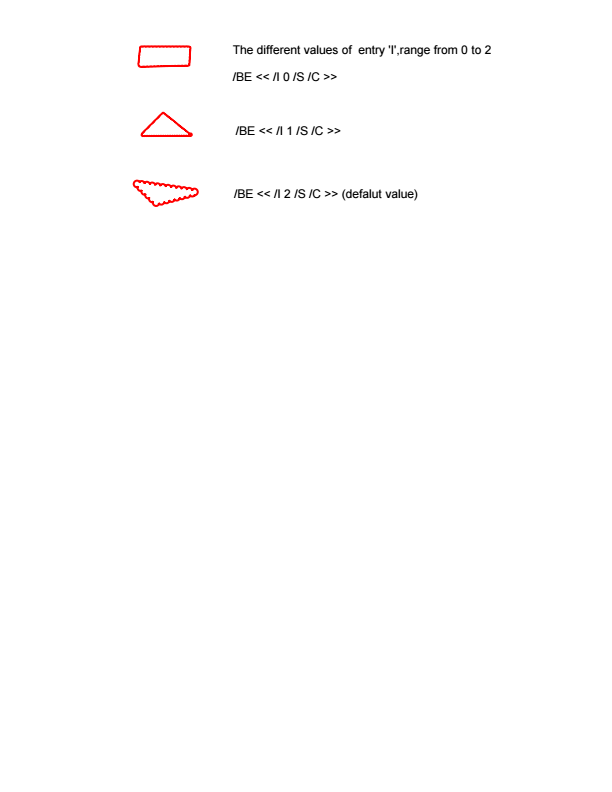 The different values of  entry 'I',range from 0 to 2
/BE << /I 0 /S /C >>
/BE << /I 1 /S /C >>
/BE << /I 2 /S /C >> (defalut value)